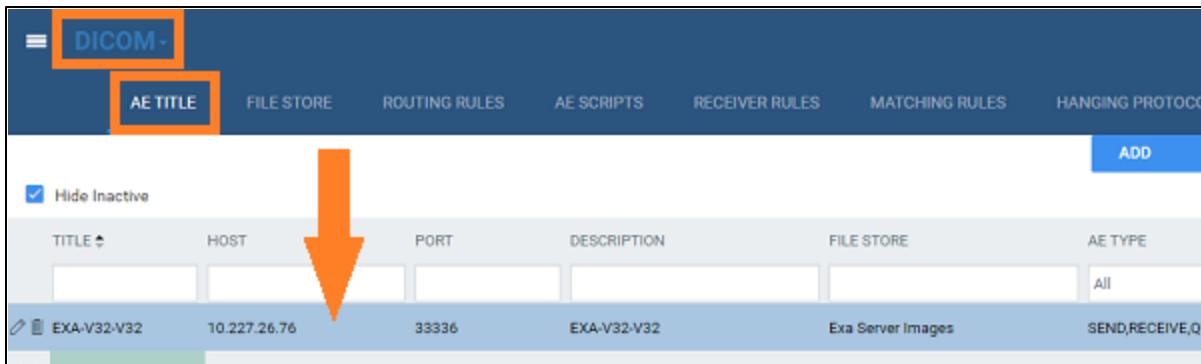 DICOM
AE TITLE FILE STORE ROUTING RULES AE SCRIPTS RECEIVER RULES MATCHING RULES HANGING PROTOCO
ADD
Hide Inactive
TITLE HOST PORT DESCRIPTION FILE STORE AE TYPE
All
EXA-V32-V32 10.227.26.76 33336 EXA-V32-V32 Exa Server Images SEND,RECEIVE,Q